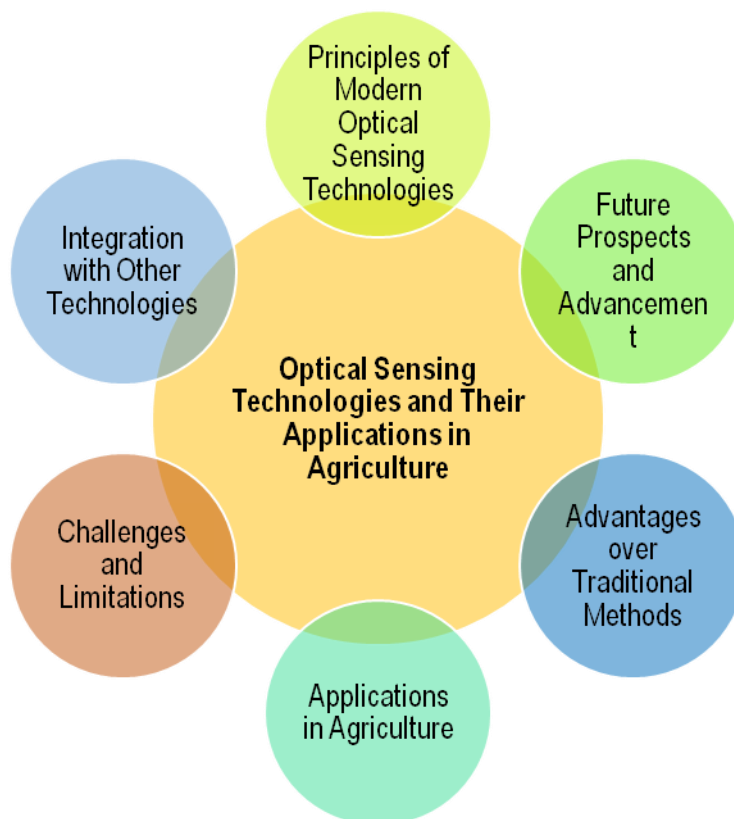 Principles of
Modern
Optical
Sensing
Technologies
Future
Prospects
and
Advancemen
t
Integration
with Other
Technologies
Optical Sensing
Technologies and Their
Applications in
Agriculture
Advantages
over
Traditional
Methods
Challenges
and
Limitations
Applications
in Agriculture